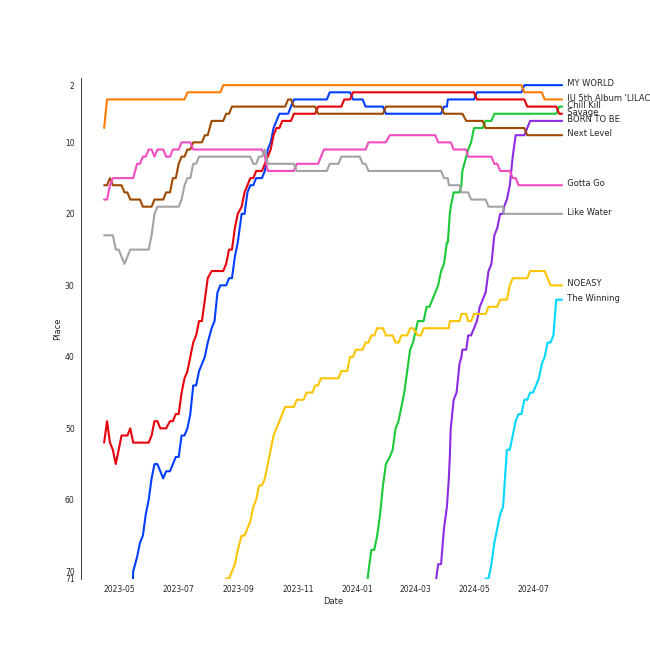 2
10
20
30
40
50
60
70
71
Place
2023-05
2023-07
2023-09
2023-11
2024-01
2024-03
2024-05
2024-07
Date
MY WORLD
IU 5th Album 'LILAC
Chill Kill
Savage
BORN TO BE
Next Level
Gotta Go
Like Water
NOEASY
The Winning